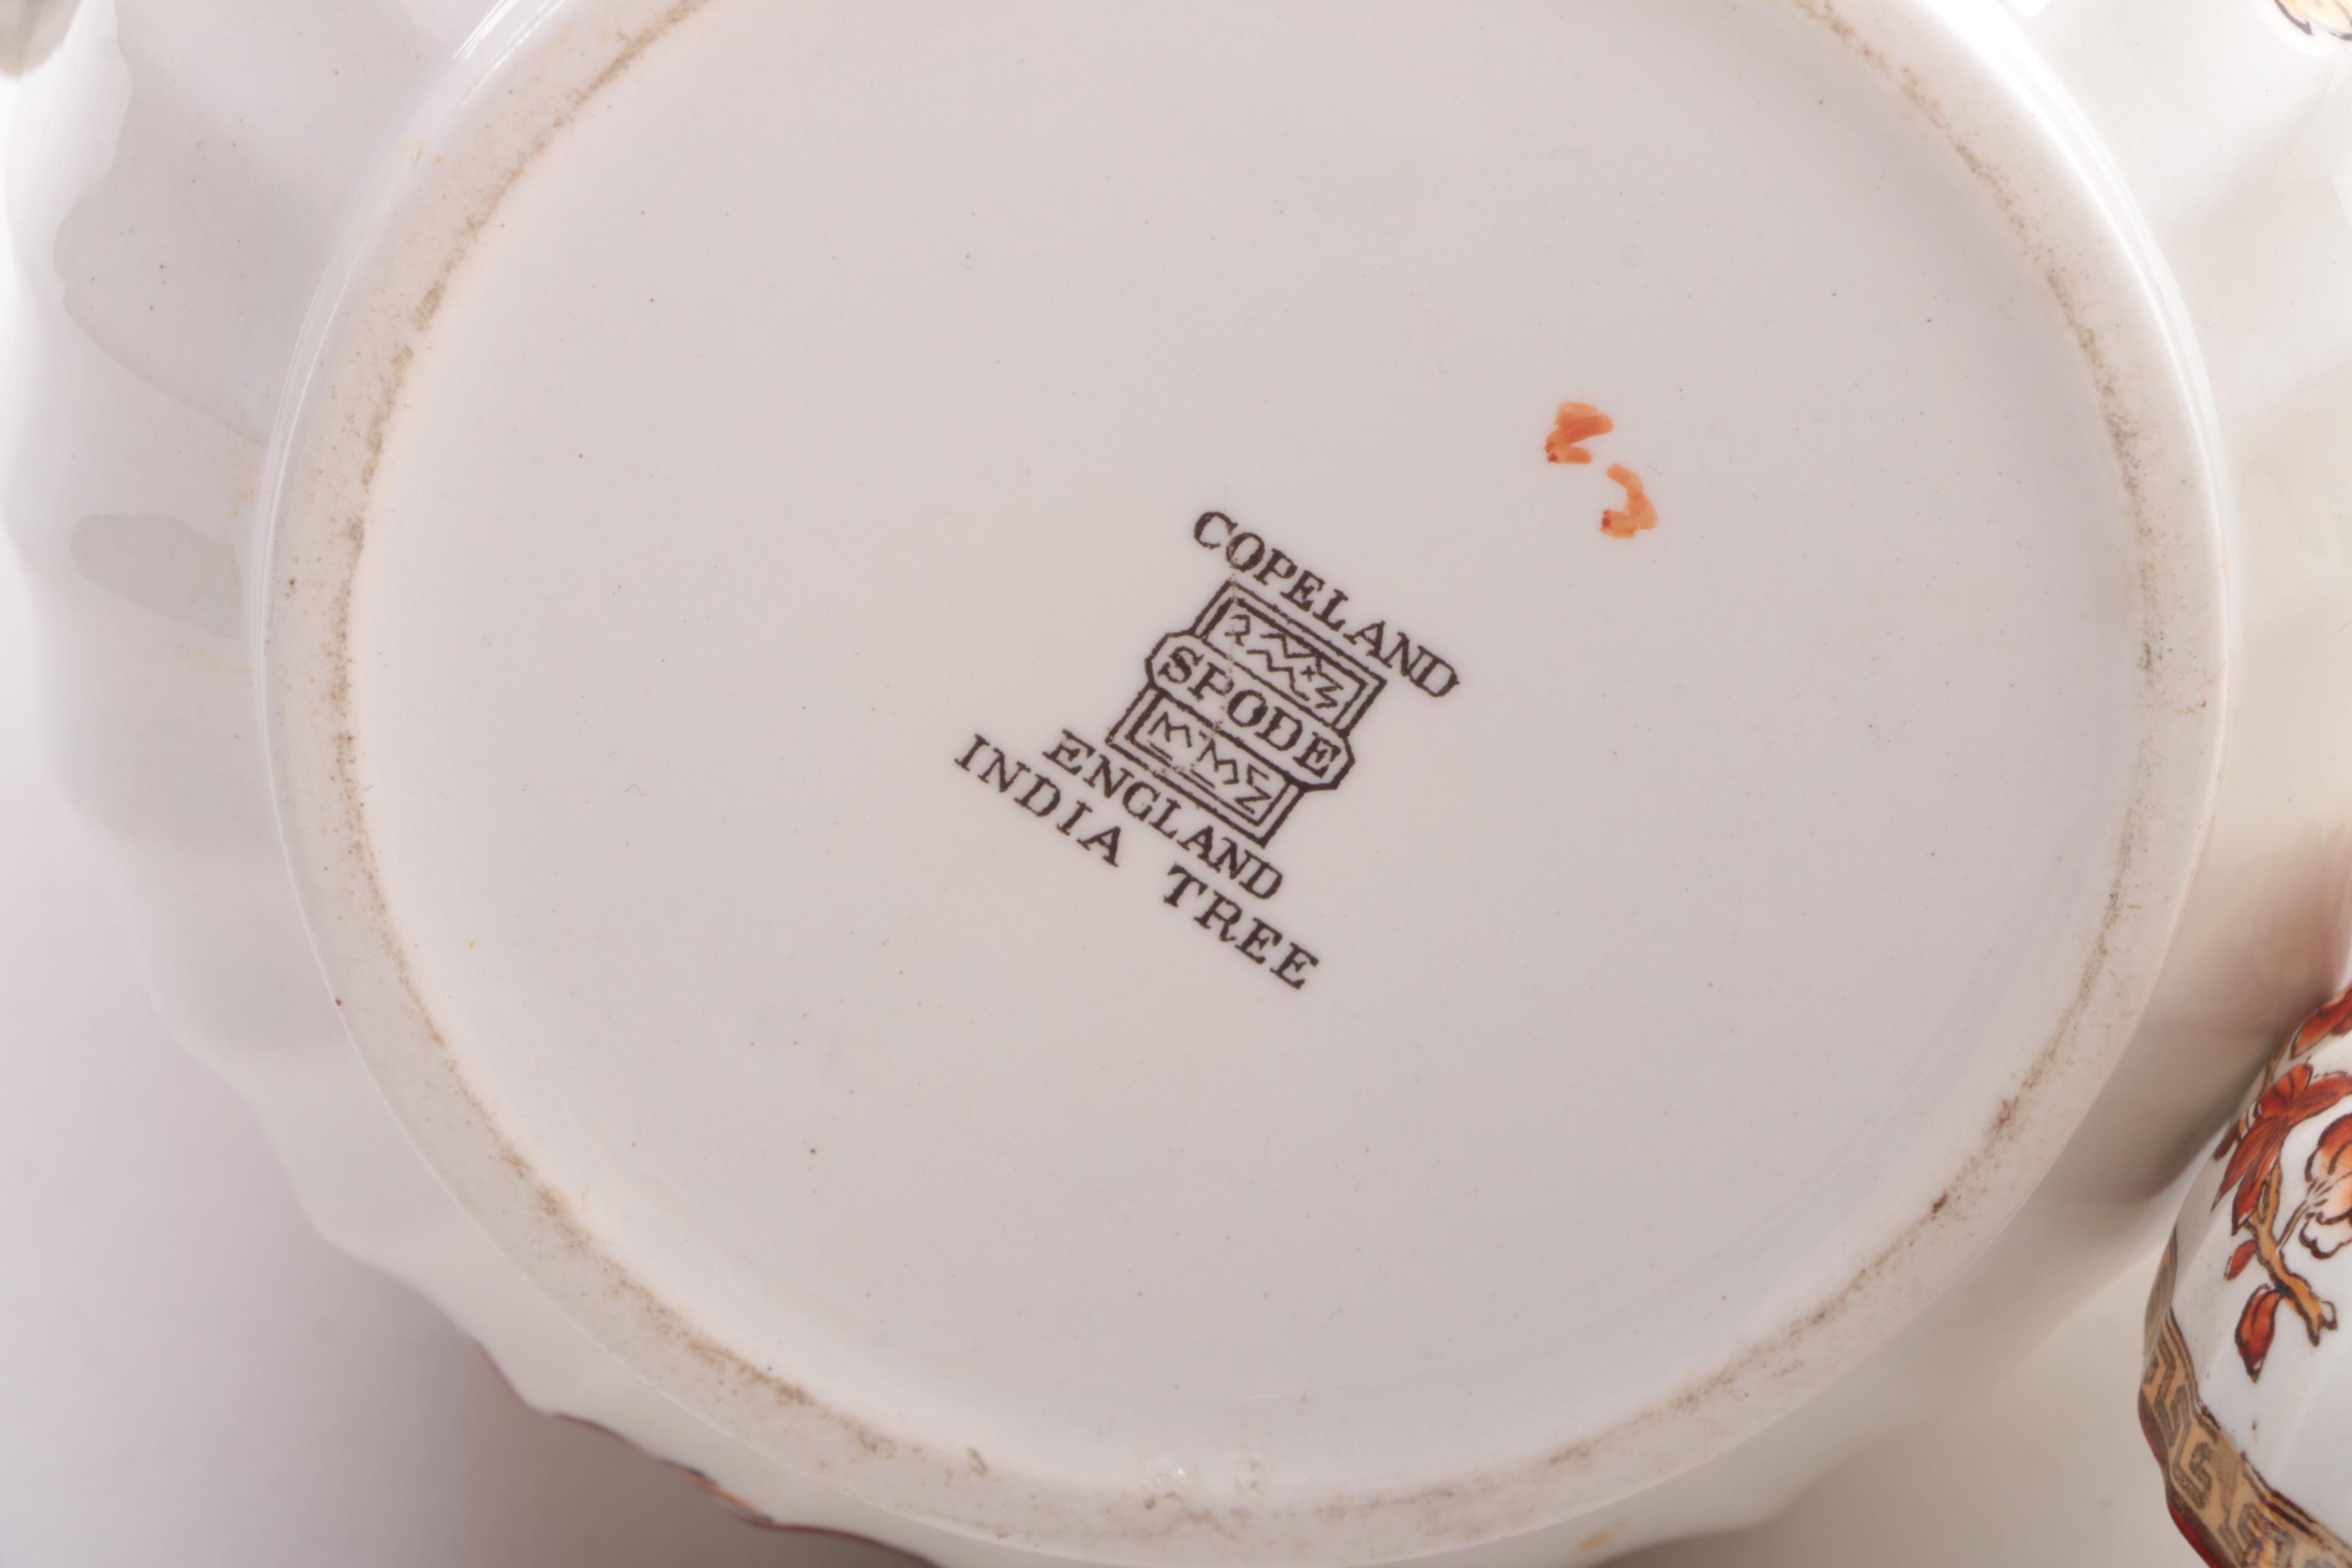 COPELAND
SPODE
ENGLAND
INDIA TREE